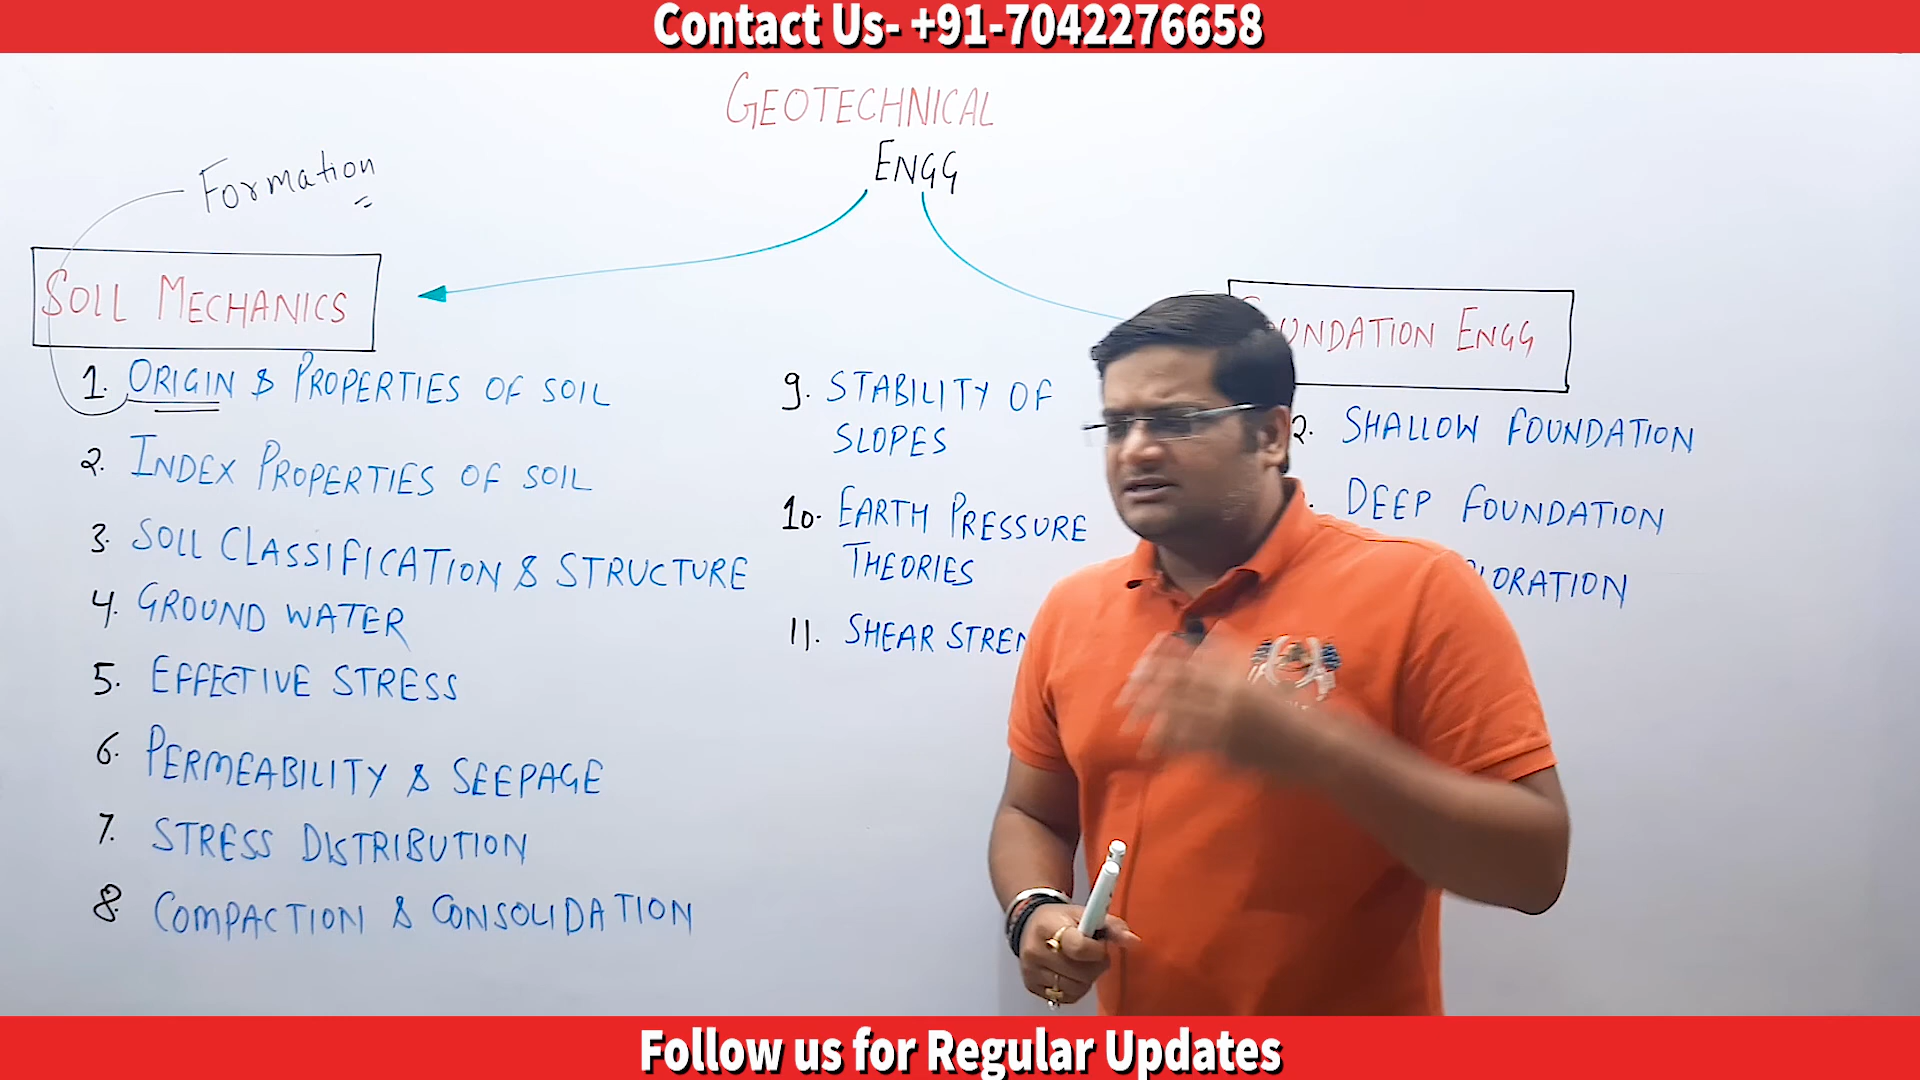 Contact Us- +91-7042276658
GEOTECHNICAL
ENGG
Formation
SOIL MECHANICS
1. ORIGIN & PROPERTIES OF SOIL
2. INDEX PROPERTIES OF SOIL
3. SOIL CLASSIFICATION & STRUCTURE
4. GROUND WATER
5. EFFECTIVE STRESS
6. PERMEABILITY & SEEPAGE
7. STRESS DISTRIBUTION
8. COMPACTION & CONSOLIDATION
9. STABILITY OF
SLOPES
10. EARTH PRESSURE
THEORIES
11. SHEAR
ENGG
SHALLOW FOUNDATION
DEEP FOUNDATION
Follow us for Regular Updates